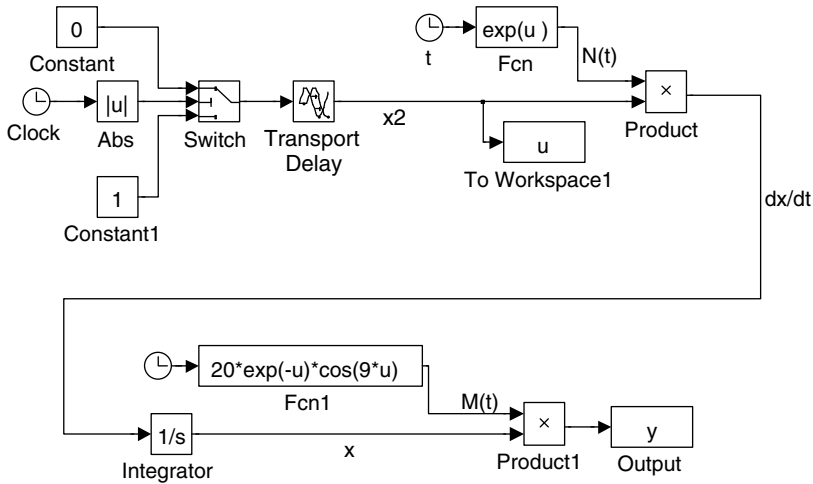 0
Constant
Clock
|u|
Abs
Switch
1
Constant1
Transport
Delay
x2
t
exp(u )
Fcn
N(t)
×
Product
u
To Workspace1
dx/dt
20*exp(-u)*cos(9*u)
Fcn1
M(t)
1/s
Integrator
x
×
Product1
y
Output